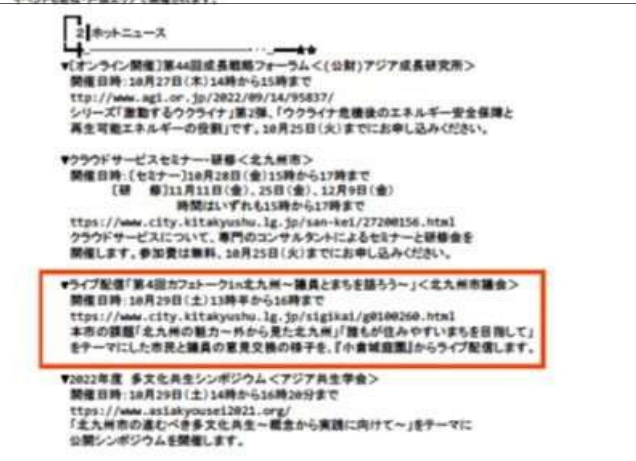 2 ホットニュース
▼[オンライン開催]第44回成長戦略フォーラム<(公財)アジア成長研究所>
開催日時:10月27日(木)14時から15時まで
ttp://www.agi.or.jp/2022/09/14/95837/
シリーズ「激動するウクライナ」第2弾、「ウクライナ危機後のエネルギー安全保障と
再生可能エネルギーの役割」です。10月25日(火)までにお申し込みください。
▼クラウドサービスセミナー・研修<北九州市>
開催日時:[セミナー]10月28日(金)15時から17時まで
[研 修]11月11日(金)、25日(金)、12月9日(金)
時間はいずれも15時から17時まで
ttps://www.city.kitakyushu.lg.jp/san-kei/27200156.html
クラウドサービスについて、専門のコンサルタントによるセミナーと研修会を
開催します。参加費は無料、10月25日(火)までにお申し込みください。
▼ライブ配信「第4回カフェトークin北九州~議員とまちを語ろう~」<北九州市議会>
開催日時:10月29日(土)13時半から16時まで
ttps://www.city.kitakyushu.lg.jp/sigikai/g0100260.html
本市の課題「北九州の魅力~外から見た北九州」「誰もが住みやすいまちを目指して」
をテーマにした市民と議員の意見交換の様子を、『小倉城庭園』からライブ配信します。
▼2022年度 多文化共生シンポジウム<アジア共生学会>
開催日時:10月29日(土)14時から16時20分まで
ttps://www.asiakyousei2021.org/
「北九州市の進むべき多文化共生~概念から実践に向けて~」をテーマに
公開シンポジウムを開催します。